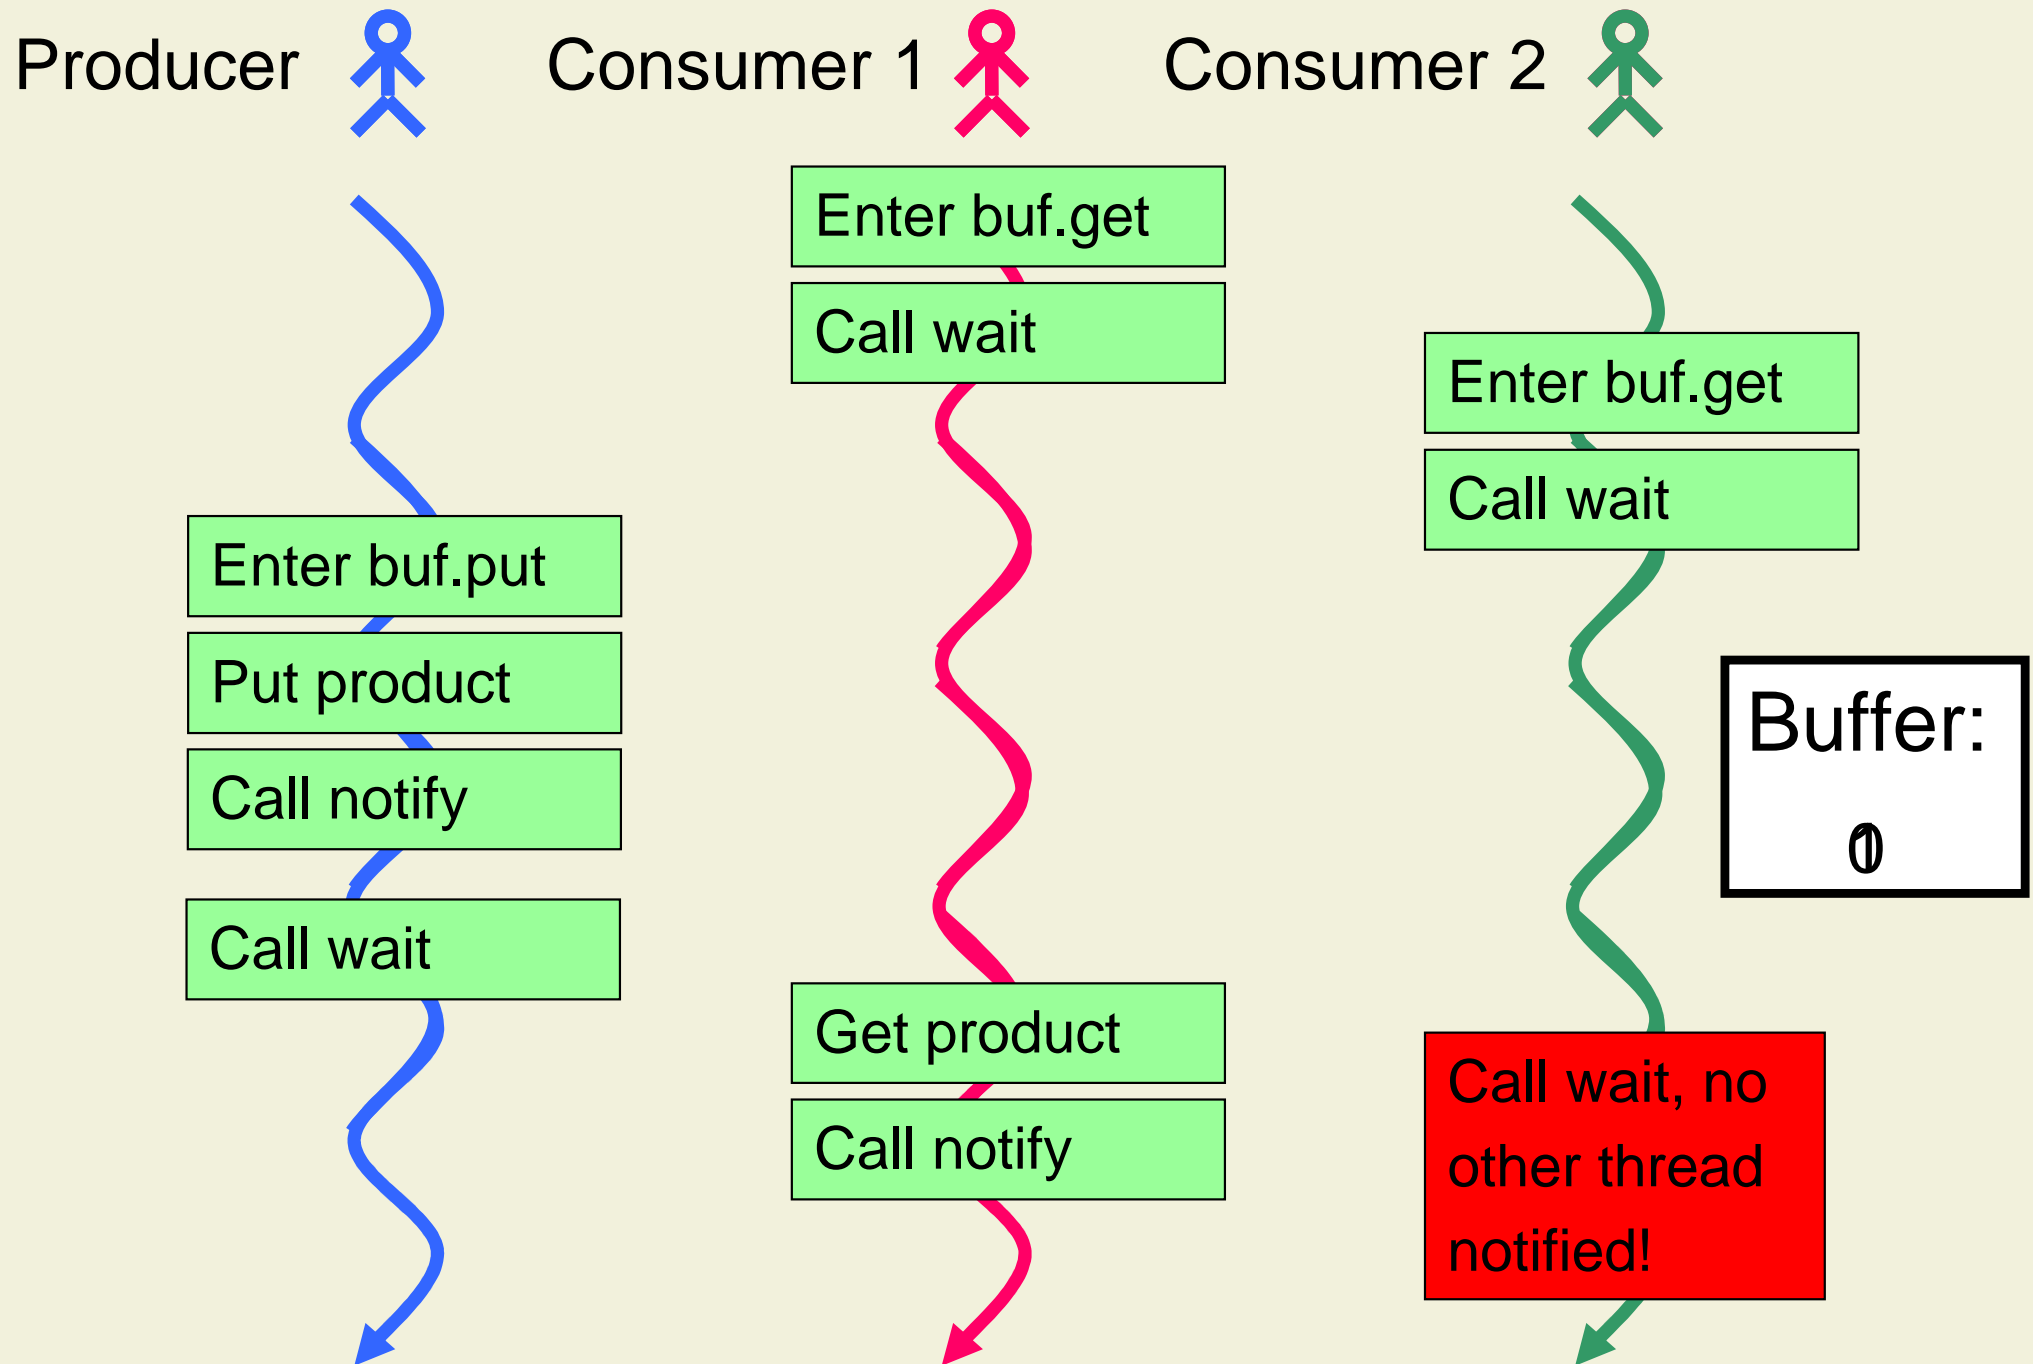 Producer
Consumer 1
Consumer 2
Enter buf.get
Call wait
Enter buf.get
Call wait
Enter buf.put
Put product
Call notify
Call wait
Buffer:
Get product
Call notify
Call wait, no
other thread
notified!